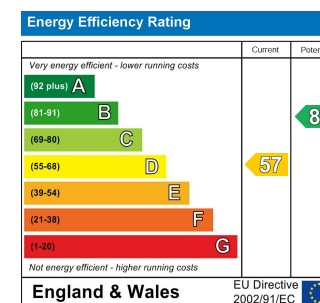 Energy Efficiency Rating
Current
Very energy efficient - lower running costs
(92 plus) A
(81-91) B
(69-80) C
(55-68) D
57
(39-54) E
(21-38) F
(1-20) G
Not energy efficient - higher running costs
England & Wales
EU Directive
2002/91/EC